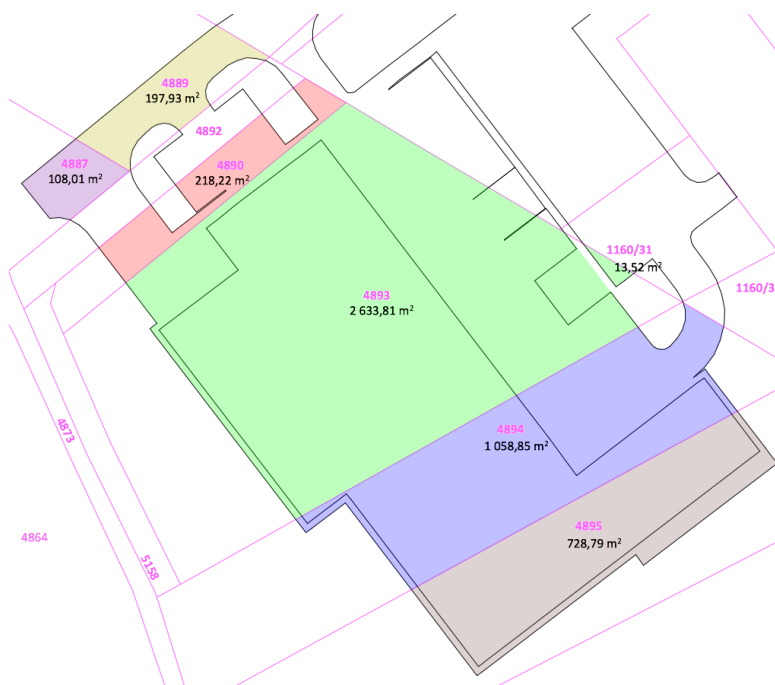 4889
197,93 m²
4892
4887
108,01 m²
4890
218,22 m²
1160/31
13,52 m²
1160/3
4893
2 633,81 m²
4873
4894
1 058,85 m²
4895
728,79 m²
4864
5158